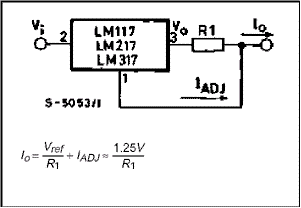 Vi 2 LM117 LM217 LM317 3 Vo R1 Io
1
IADJ
S-5053/1
Io = Vref / R1 + IADJ ≈ 1.25V / R1